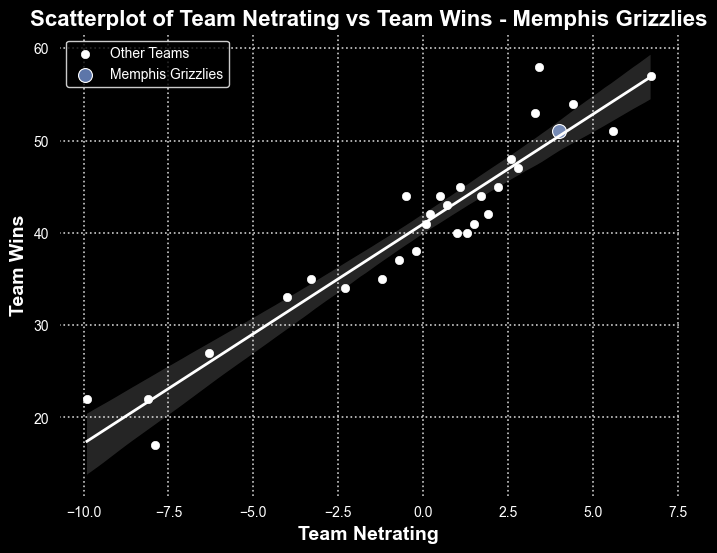 Scatterplot of Team Netrating vs Team Wins - Memphis Grizzlies
Other Teams
Memphis Grizzlies
Team Wins
60
50
40
30
20
−10.0 −7.5 −5.0 −2.5 0.0 2.5 5.0 7.5
Team Netrating